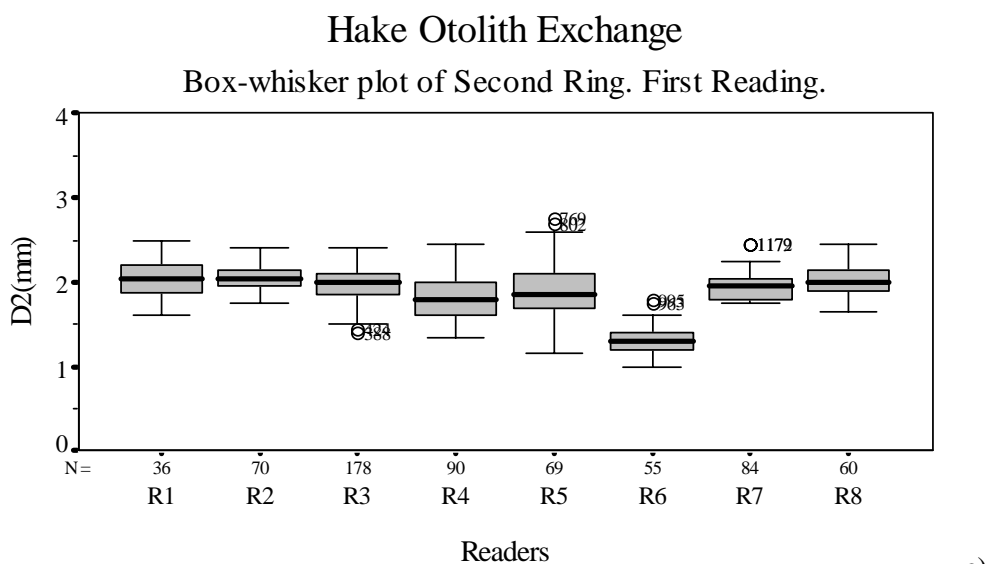 Hake Otolith Exchange
Box-whisker plot of Second Ring. First Reading.
4
3
2
1
0
D2(mm)
769
802
1179
588
N= 36 70 178 90 69 55 84 60
R1 R2 R3 R4 R5 R6 R7 R8
Readers